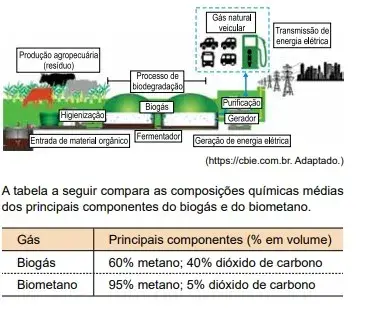 Gás natural
veicular
Transmissão de
energia elétrica
Produção agropecuária
(resíduo)
Processo de
biodegradação
Biogás
Purificação
Higienização
Gerador
Entrada de material orgânico
Fermentador
Geração de energia elétrica
(https://cbie.com.br. Adaptado.)
A tabela a seguir compara as composições químicas médias
dos principais componentes do biogás e do biometano.
Gás Principais componentes (% em volume)
Biogás 60% metano; 40% dióxido de carbono
Biometano 95% metano; 5% dióxido de carbono